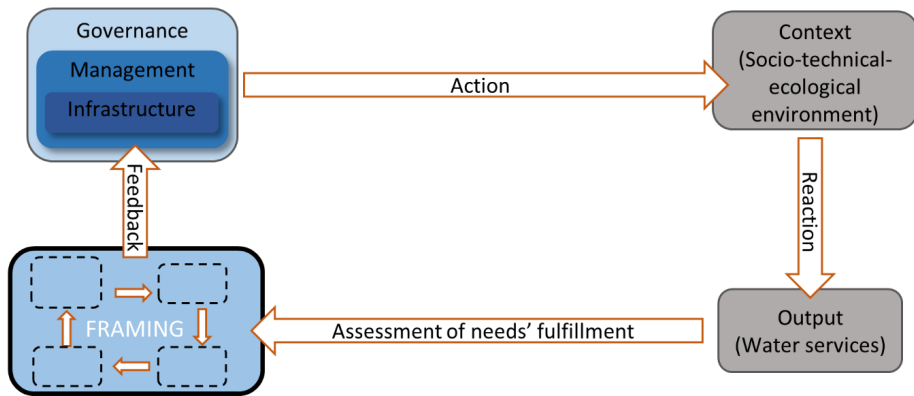 Governance
Management
Infrastructure
Action
Context
(Socio-technical-
ecological
environment)
Feedback
Reaction
FRAMING
Assessment of needs’ fulfillment
Output
(Water services)